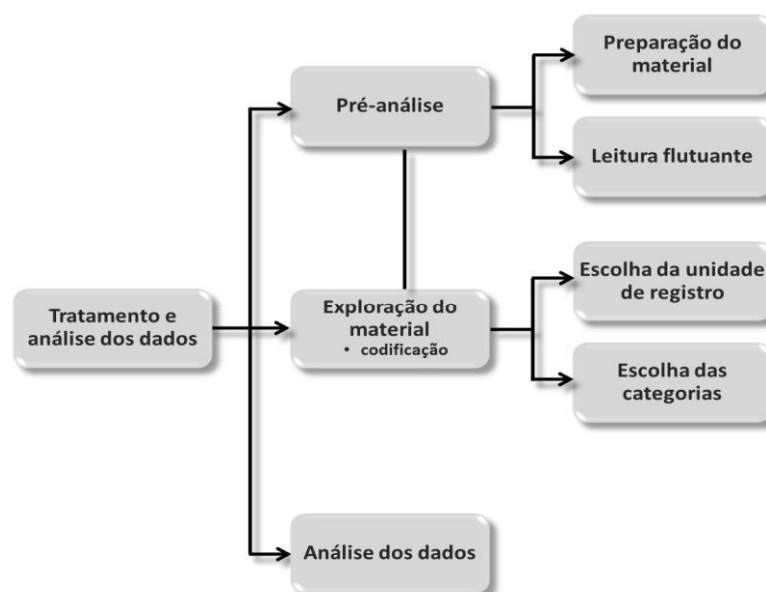 Preparação do
material
Pré-análise
Leitura flutuante
Escolha da unidade
de registro
Tratamento e
análise dos dados
Exploração do
material
• codificação
Escolha das
categorias
Análise dos dados